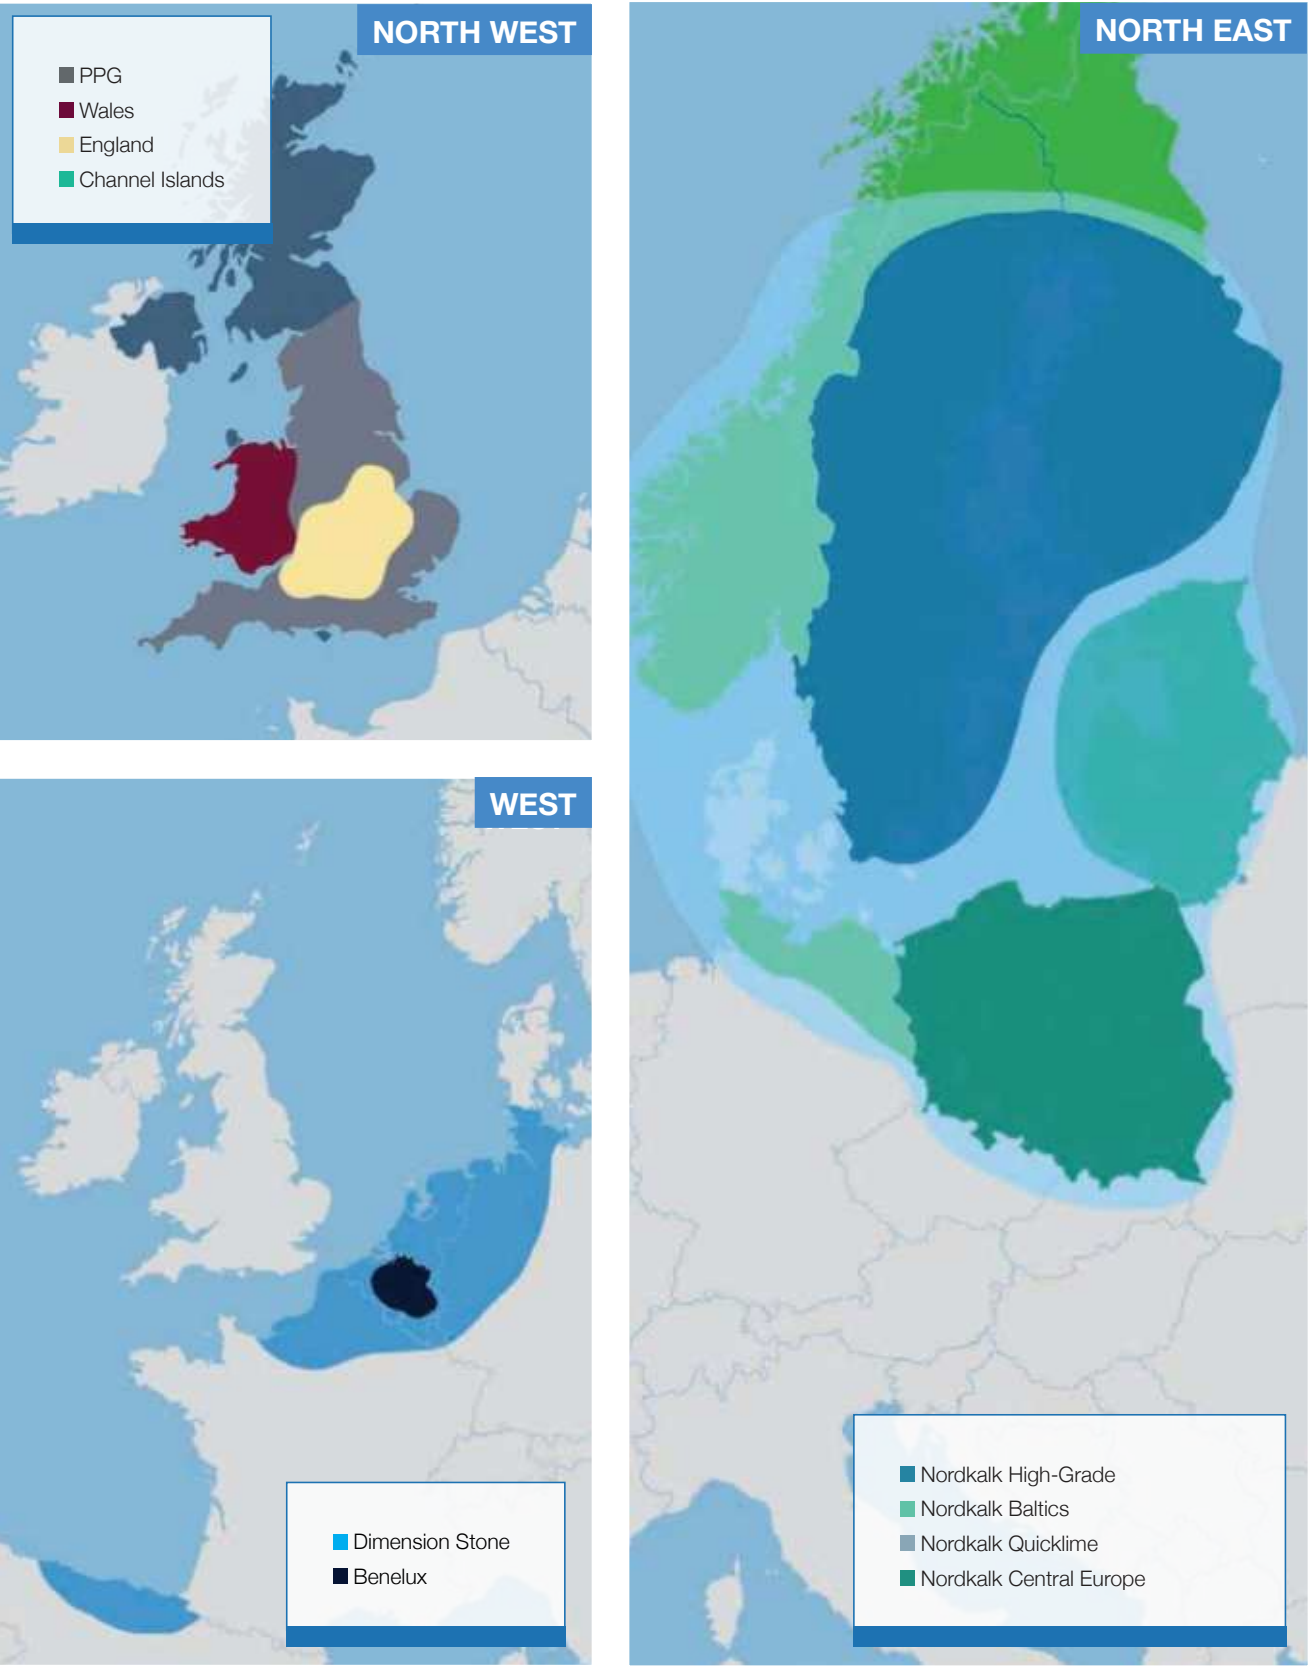 NORTH WEST
PPG
Wales
England
Channel Islands
WEST
Dimension Stone
Benelux
NORTH EAST
Nordkalk High-Grade
Nordkalk Baltics
Nordkalk Quicklime
Nordkalk Central Europe